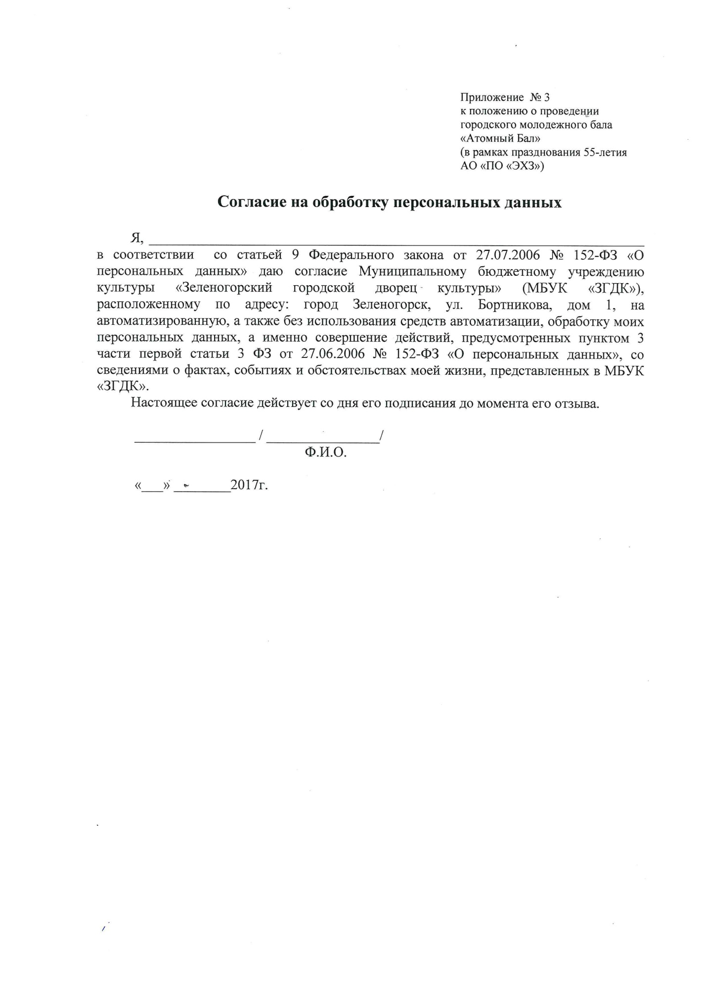 Приложение № 3
к положению о проведении
городского молодежного бала
«Атомный Бал»
(в рамках празднования 55-летия
АО «ПО «ЭХЗ»)
Согласие на обработку персональных данных
Я, ____________________
в соответствии со статьей 9 Федерального закона от 27.07.2006 № 152-ФЗ «О
персональных данных» даю согласие Муниципальному бюджетному учреждению
культуры «Зеленогорский городской дворец культуры» (МБУК «ЗГДК»),
расположенному по адресу: город Зеленогорск, ул. Бортникова, дом 1, на
автоматизированную, а также без использования средств автоматизации, обработку моих
персональных данных, а именно совершение действий, предусмотренных пунктом 3
части первой статьи 3 ФЗ от 27.06.2006 № 152-ФЗ «О персональных данных», со
сведениями о фактах, событиях и обстоятельствах моей жизни, представленных в МБУК
«ЗГДК».
Настоящее согласие действует со дня его подписания до момента его отзыва.
_________________ / ________________/
Ф.И.О.
«___» ________2017г.